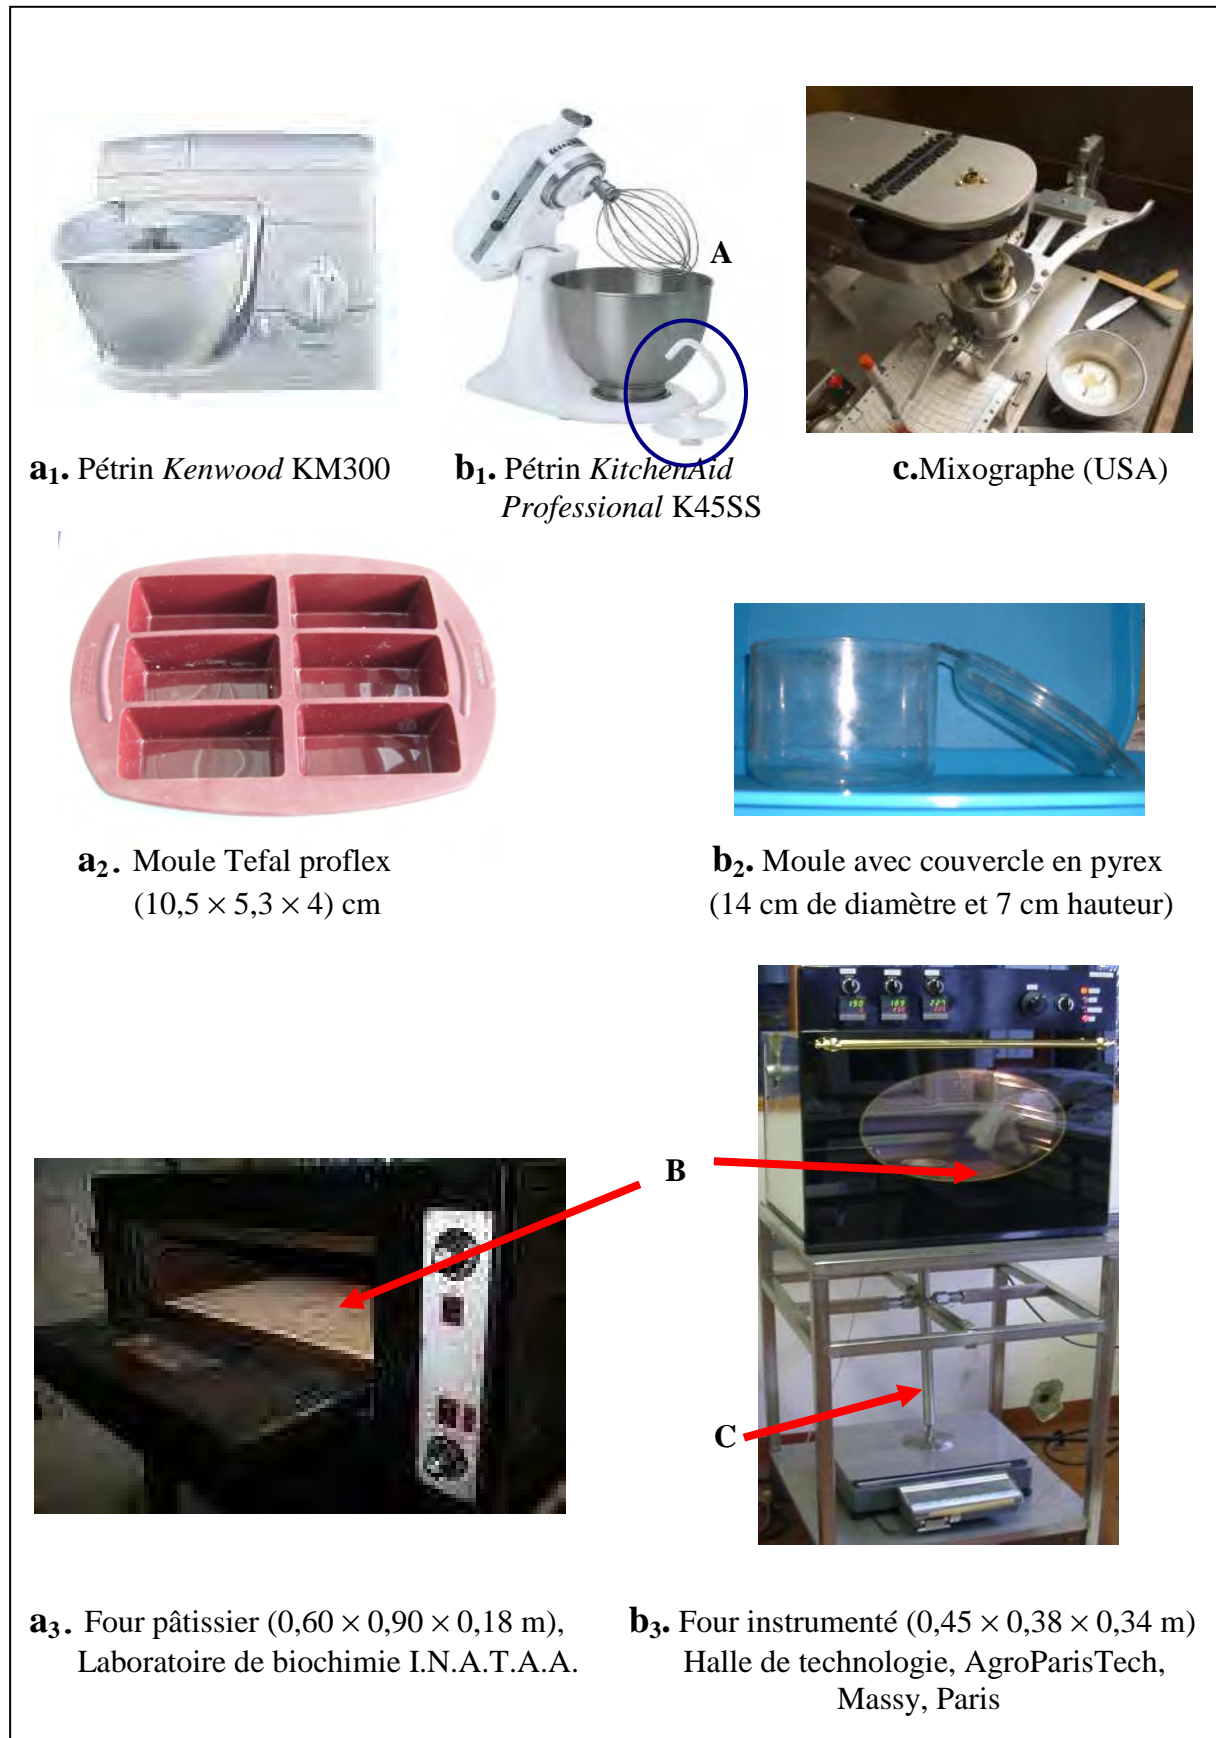 A
a1. Pétrin Kenwood KM300
b1. Pétrin KitchenAid
Professional K45SS
c.Mixographe (USA)
a2. Moule Tefal proflex
(10,5 × 5,3 × 4) cm
b2. Moule avec couvercle en pyrex
(14 cm de diamètre et 7 cm hauteur)
B
C
a3. Four pâtissier (0,60 × 0,90 × 0,18 m),
Laboratoire de biochimie I.N.A.T.A.A.
b3. Four instrumenté (0,45 × 0,38 × 0,34 m)
Halle de technologie, AgroParisTech,
Massy, Paris